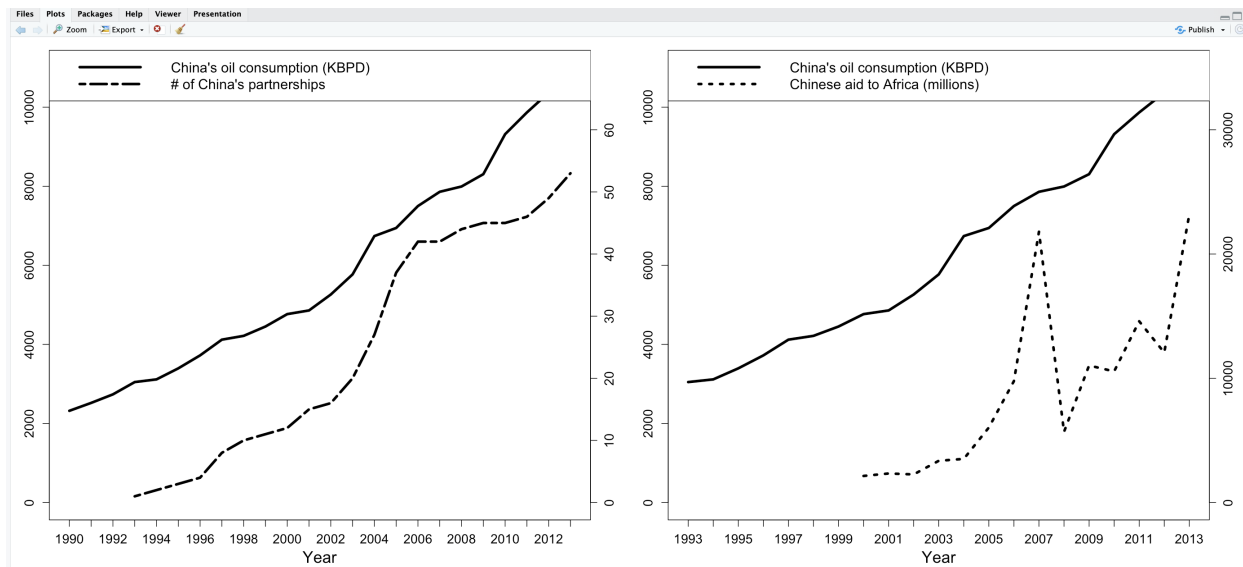 Files Plots Packages Help Viewer Presentation
Zoom Export Publish
China's oil consumption (KBPD)
# of China's partnerships
0 2000 4000 6000 8000 10000
0 10 20 30 40 50 60
1990 1992 1994 1996 1998 2000 2002 2004 2006 2008 2010 2012
Year
China's oil consumption (KBPD)
Chinese aid to Africa (millions)
0 2000 4000 6000 8000 10000
0 10000 20000 30000
1993 1995 1997 1999 2001 2003 2005 2007 2009 2011 2013
Year